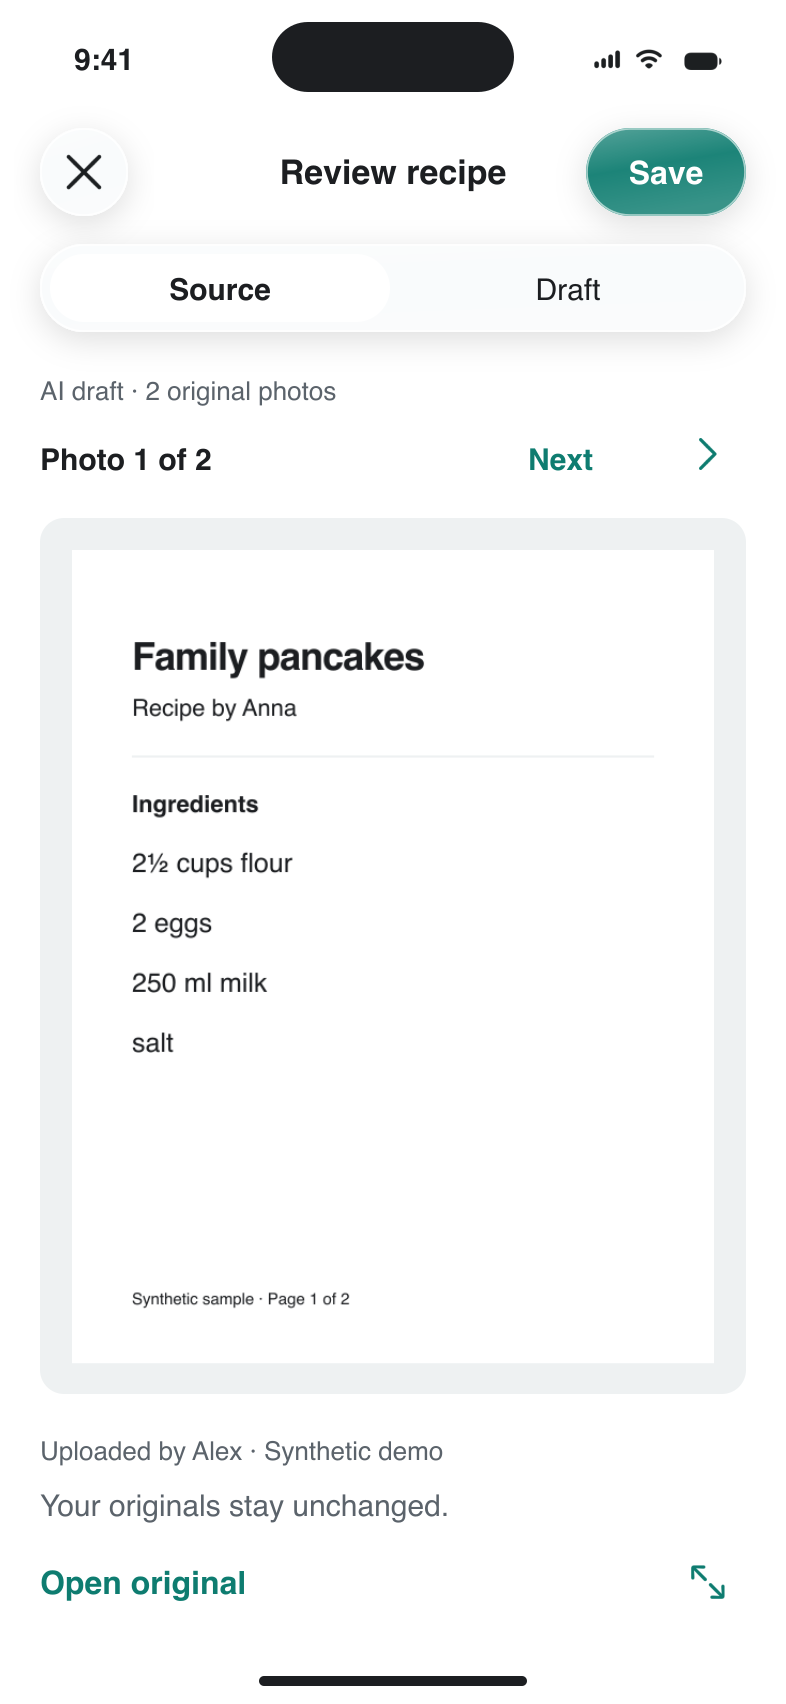 9:41
Review recipe
Save
Source
Draft
AI draft · 2 original photos
Photo 1 of 2
Next
Family pancakes
Recipe by Anna
Ingredients
2½ cups flour
2 eggs
250 ml milk
salt
Synthetic sample · Page 1 of 2
Uploaded by Alex · Synthetic demo
Your originals stay unchanged.
Open original